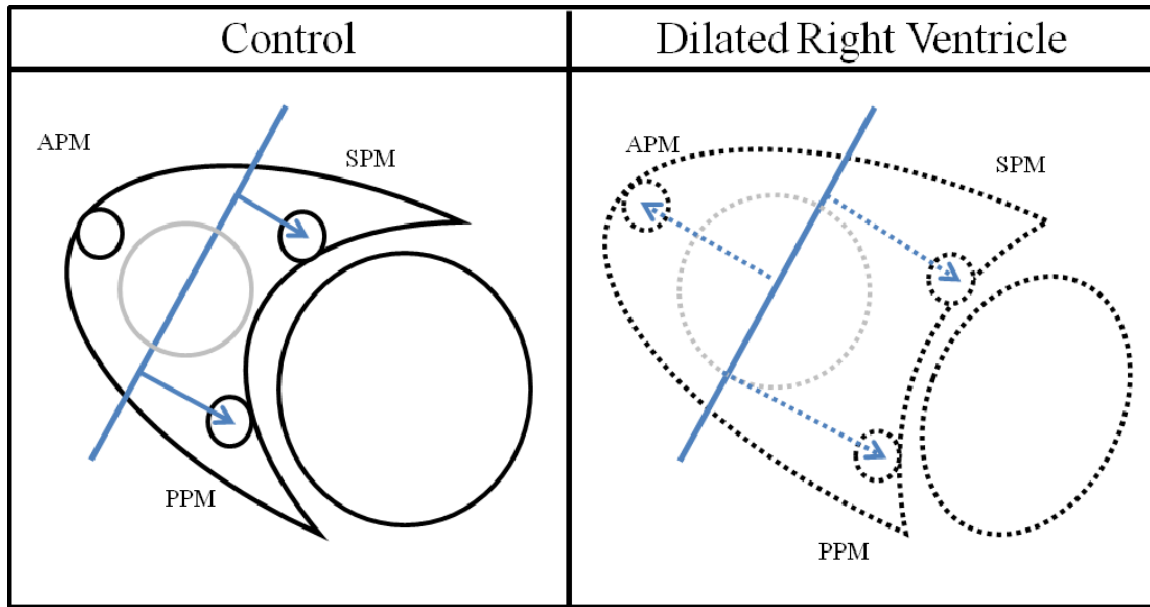 Control
Dilated Right Ventricle
APM
SPM
PPM
APM
SPM
PPM